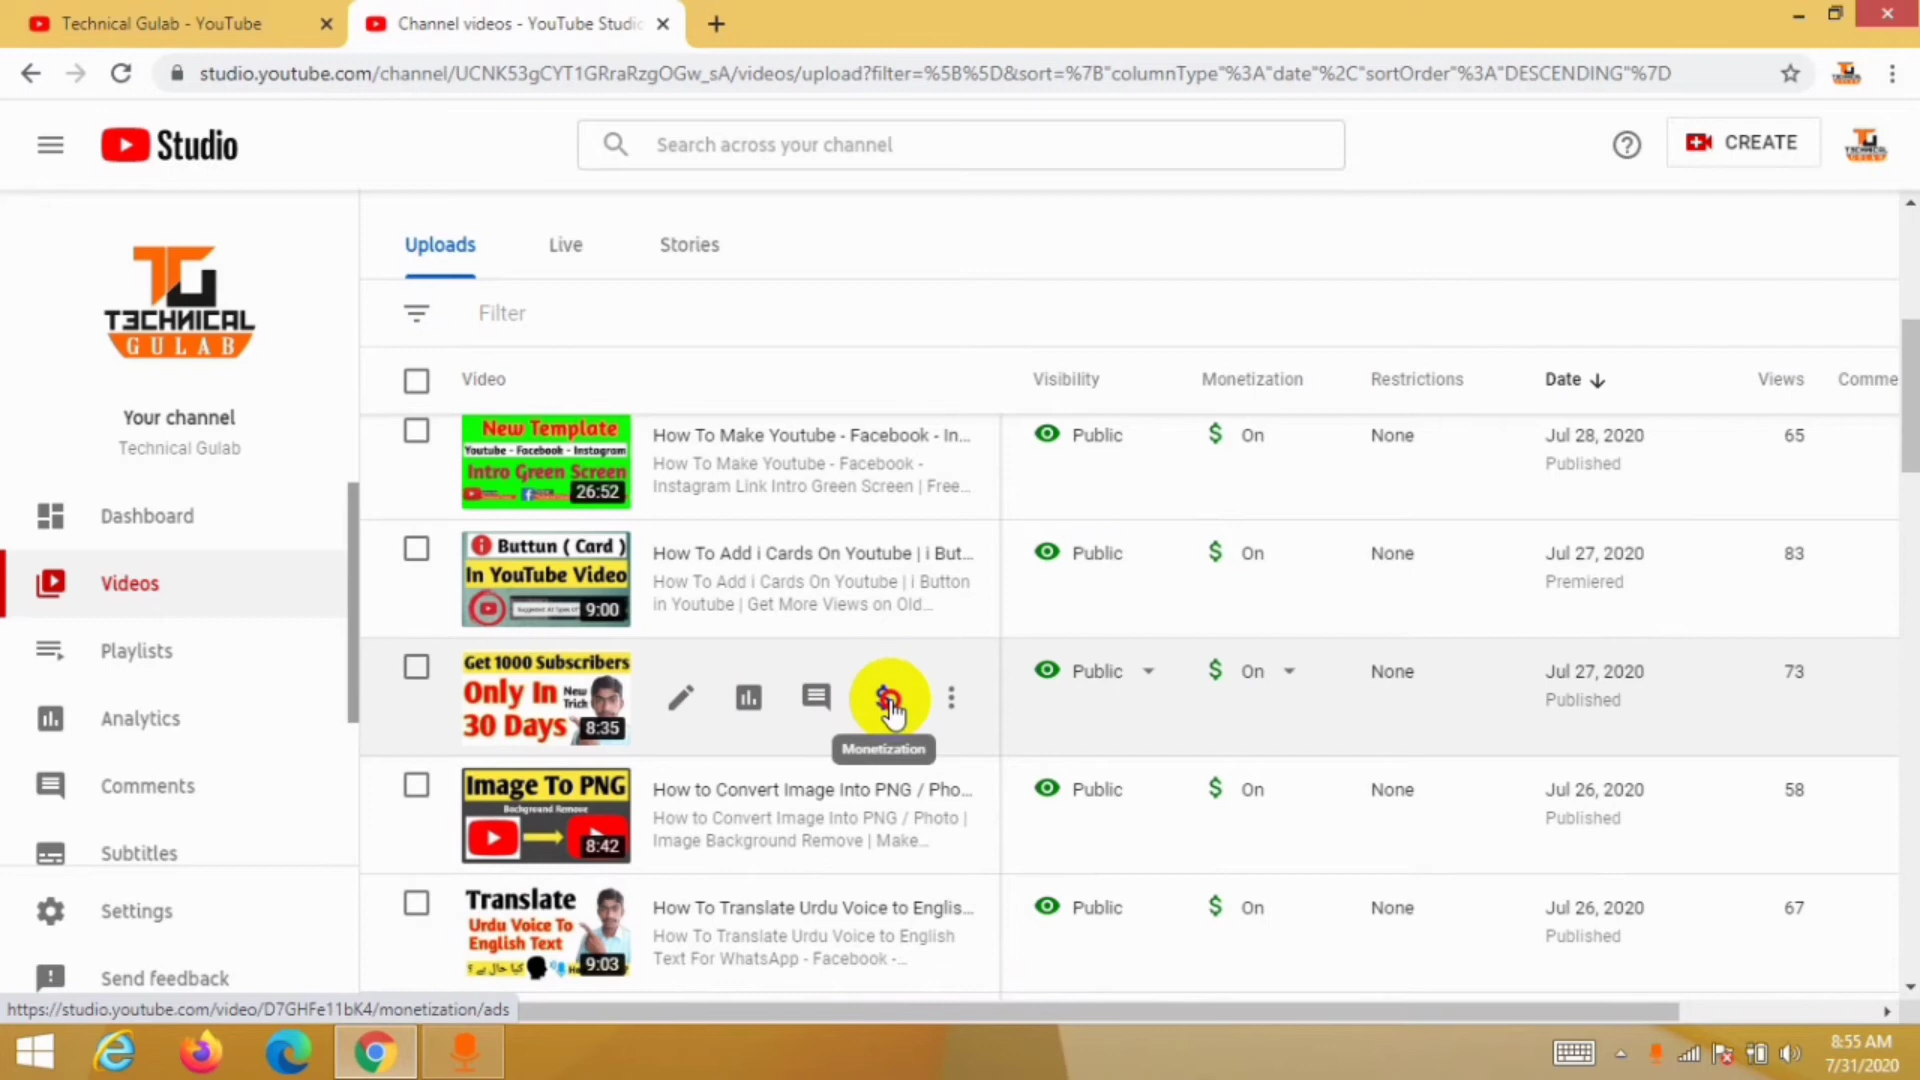 Technical Gulab - YouTube
Channel videos - YouTube Studio
studio.youtube.com/channel/UCNK53gCYT1GRraRzgOGw_sA/videos/upload?filter=%5B%5D&sort=%7B"columnType"%3A"date"%2C"sortOrder"%3A"DESCENDING"%7D
Studio
Search across your channel
CREATE
TECHNICAL
GULAB
Your channel
Technical Gulab
Dashboard
Videos
Playlists
Analytics
Comments
Subtitles
Settings
Send feedback
Uploads Live Stories
Filter
Video Visibility Monetization Restrictions Date Views Comme
New Template
Youtube - Facebook - Instagram
Intro Green Screen
26:52
How To Make Youtube - Facebook - In...
How To Make Youtube - Facebook -
Instagram Link Intro Green Screen | Free...
Public $ On None Jul 28, 2020 65
Published
i Buttun ( Card )
In YouTube Video
9:00
How To Add i Cards On Youtube | i But...
How To Add i Cards On Youtube | i Button
in Youtube | Get More Views on Old...
Public $ On None Jul 27, 2020 83
Premiered
Get 1000 Subscribers
Only In New
Trich
30 Days
8:35
Monetization
Public $ On None Jul 27, 2020 73
Published
Image To PNG
Background Remove
8:42
How to Convert Image Into PNG / Pho...
How to Convert Image Into PNG / Photo |
Image Background Remove | Make...
Public $ On None Jul 26, 2020 58
Published
Translate
Urdu Voice To
English Text
کیا حال ہے ؟
9:03
How To Translate Urdu Voice to Englis...
How To Translate Urdu Voice to English
Text For WhatsApp - Facebook -...
Public $ On None Jul 26, 2020 67
Published
https://studio.youtube.com/video/D7GHFe11bK4/monetization/ads
8:55 AM
7/31/2020